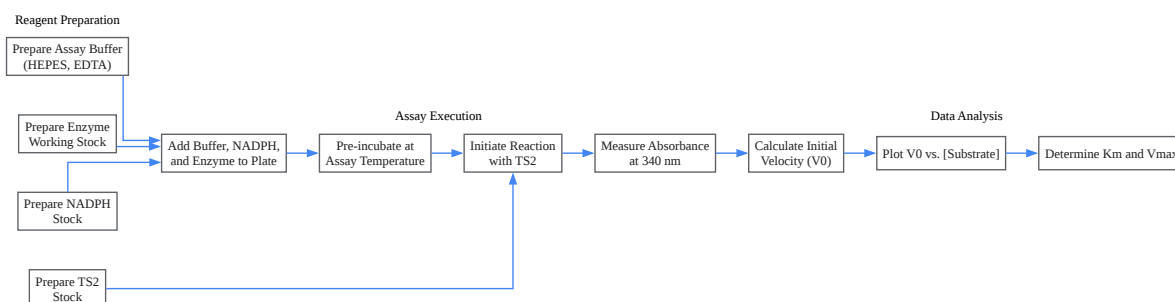 Reagent Preparation
Prepare Assay Buffer
(HEPES, EDTA)
Prepare Enzyme
Working Stock
Prepare NADPH
Stock
Prepare TS2
Stock
Assay Execution
Add Buffer, NADPH,
and Enzyme to Plate
Pre-incubate at
Assay Temperature
Initiate Reaction
with TS2
Measure Absorbance
at 340 nm
Calculate Initial
Velocity (V0)
Data Analysis
Plot V0 vs. [Substrate]
Determine Km and Vmax